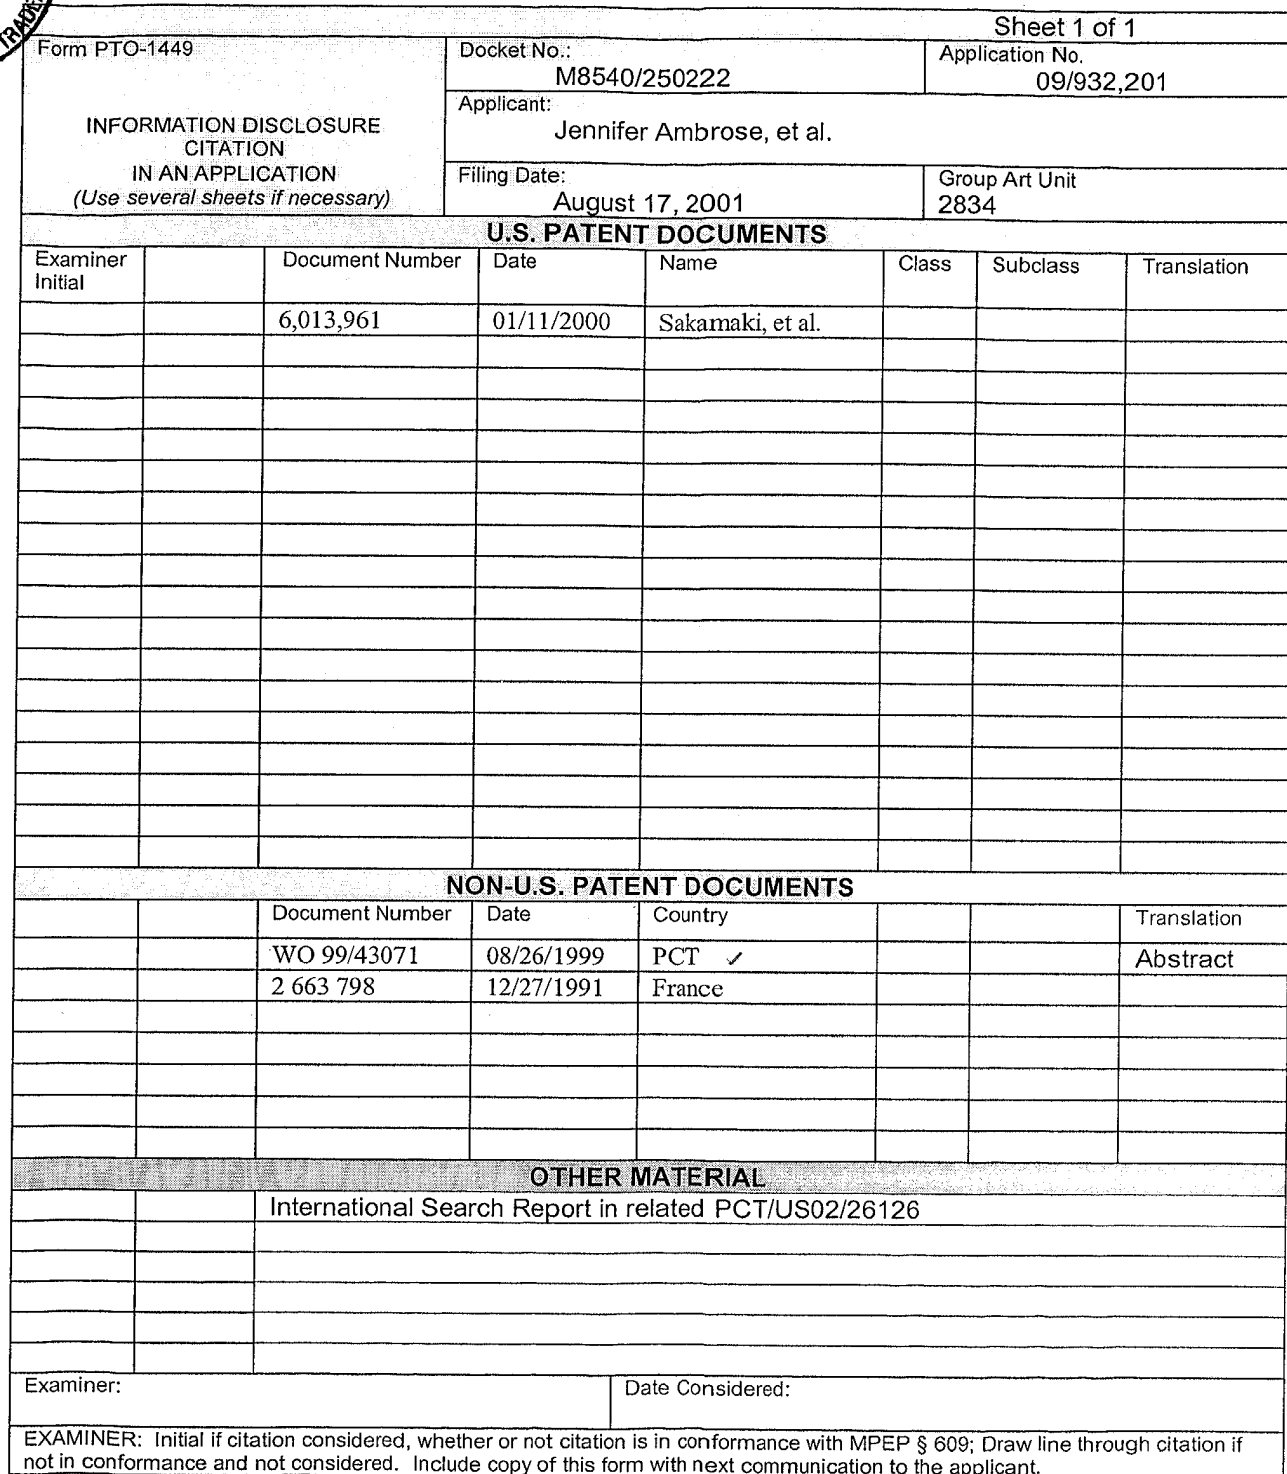 TRADE
Sheet 1 of 1
Form PTO-1449
Docket No.:
M8540/250222
Application No.
09/932,201
INFORMATION DISCLOSURE
CITATION
IN AN APPLICATION
(Use several sheets if necessary)
Applicant:
Jennifer Ambrose, et al.
Filing Date:
August 17, 2001
Group Art Unit
2834
U.S. PATENT DOCUMENTS
Examiner
Initial
Document Number Date Name Class Subclass Translation
6,013,961 01/11/2000 Sakamaki, et al.
NON-U.S. PATENT DOCUMENTS
Document Number Date Country Translation
WO 99/43071 08/26/1999 PCT ✓ Abstract
2 663 798 12/27/1991 France
OTHER MATERIAL
International Search Report in related PCT/US02/26126
Examiner:
Date Considered:
EXAMINER: Initial if citation considered, whether or not citation is in conformance with MPEP § 609; Draw line through citation if
not in conformance and not considered. Include copy of this form with next communication to the applicant.